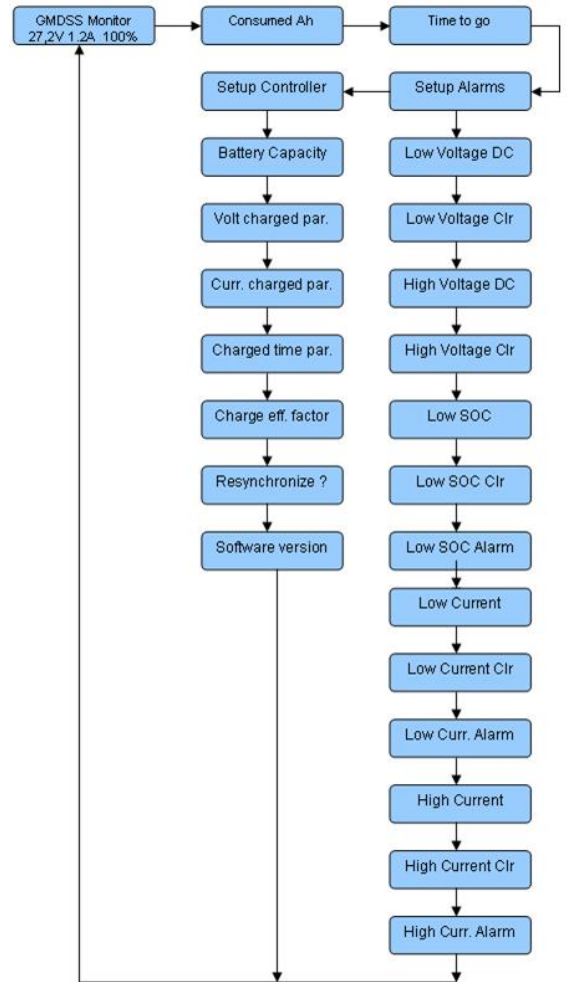 GMDSS Monitor
27,2V 1.2A 100%
Consumed Ah
Time to go
Setup Controller
Setup Alarms
Battery Capacity
Low Voltage DC
Volt charged par.
Low Voltage Clr
Curr. charged par.
High Voltage DC
Charged time par.
High Voltage Clr
Charge eff. factor
Low SOC
Resynchronize ?
Low SOC Clr
Software version
Low SOC Alarm
Low Current
Low Current Clr
Low Curr. Alarm
High Current
High Current Clr
High Curr. Alarm